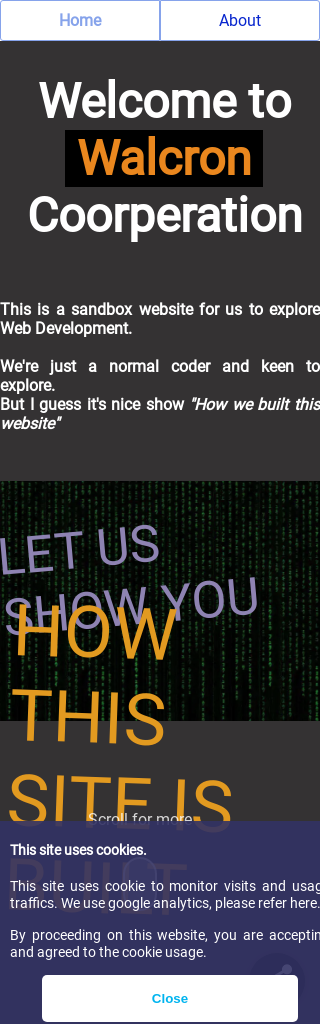 Home About
Welcome to
Walcron
Coorperation
This is a sandbox website for us to explore
Web Development.
We're just a normal coder and keen to
explore.
But I guess it's nice show "How we built this
website"
LET US
SHOW YOU
HOW
THIS
SITE IS
BUILT
Scroll for more
This site uses cookies.
This site uses cookie to monitor visits and usag
traffics. We use google analytics, please refer here.
By proceeding on this website, you are acceptin
and agreed to the cookie usage.
Close